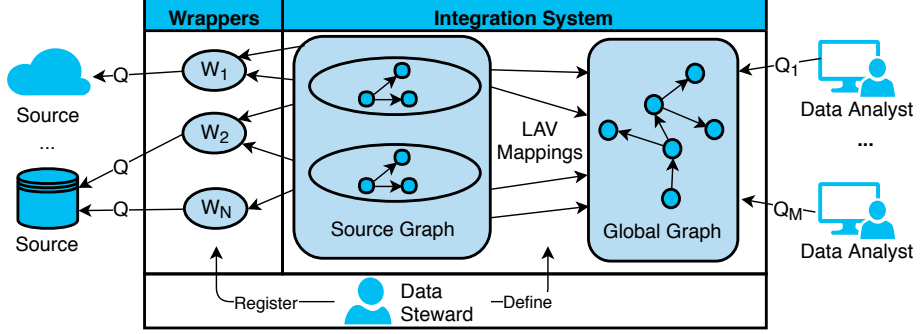 Wrappers
Integration System
Source
...
Source
Q
Q
Q
W1
W2
WN
Source Graph
LAV
Mappings
Global Graph
Q1
QM
Data Analyst
...
Data Analyst
Register
Data
Steward
Define